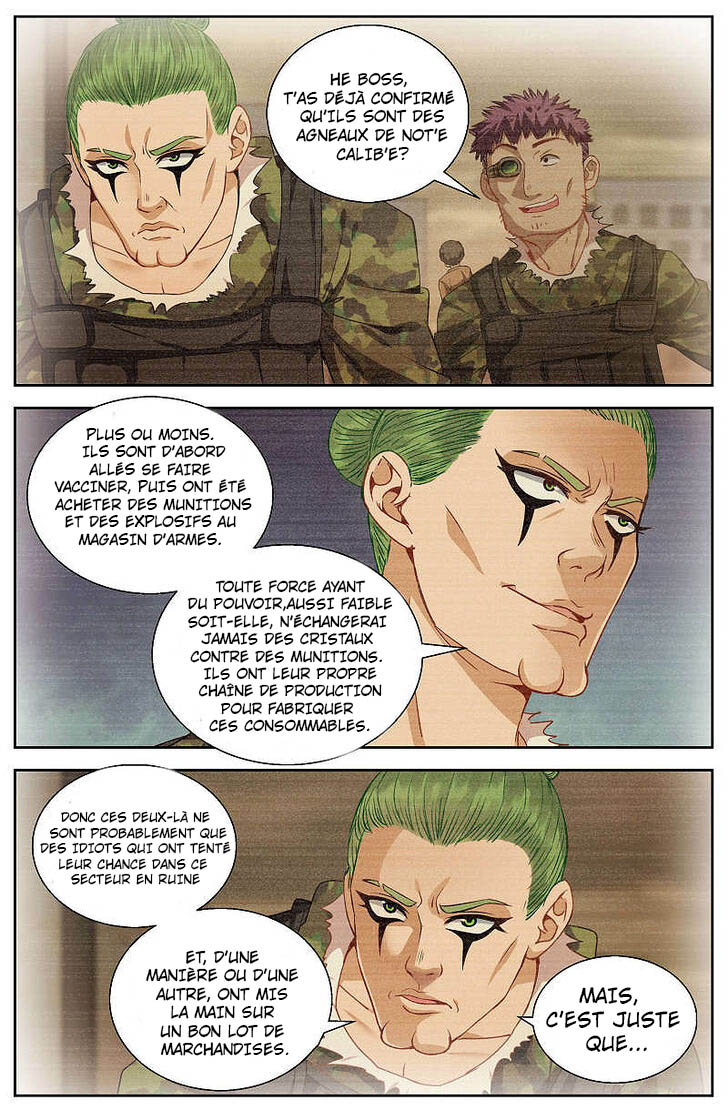 HE BOSS,
T'AS DÉJÀ CONFIRMÉ
QU'ILS SONT DES
AGNEAUX DE NOT'E
CALIB'E?
PLUS OU MOINS.
ILS SONT D'ABORD
ALLÉS SE FAIRE
VACCINER, PUIS ONT ÉTÉ
ACHETER DES MUNITIONS
ET DES EXPLOSIFS AU
MAGASIN D'ARMES.
TOUTE FORCE AYANT
DU POUVOIR,AUSSI FAIBLE
SOIT-ELLE, N'ÉCHANGERAI
JAMAIS DES CRISTAUX
CONTRE DES MUNITIONS.
ILS ONT LEUR PROPRE
CHAÎNE DE PRODUCTION
POUR FABRIQUER
CES CONSOMMABLES.
DONC CES DEUX-LÀ NE
SONT PROBABLEMENT QUE
DES IDIOTS QUI ONT TENTÉ
LEUR CHANCE DANS CE
SECTEUR EN RUINE
ET, D'UNE
MANIÈRE OU D'UNE
AUTRE, ONT MIS
LA MAIN SUR
UN BON LOT DE
MARCHANDISES.
MAIS,
C'EST JUSTE
QUE...